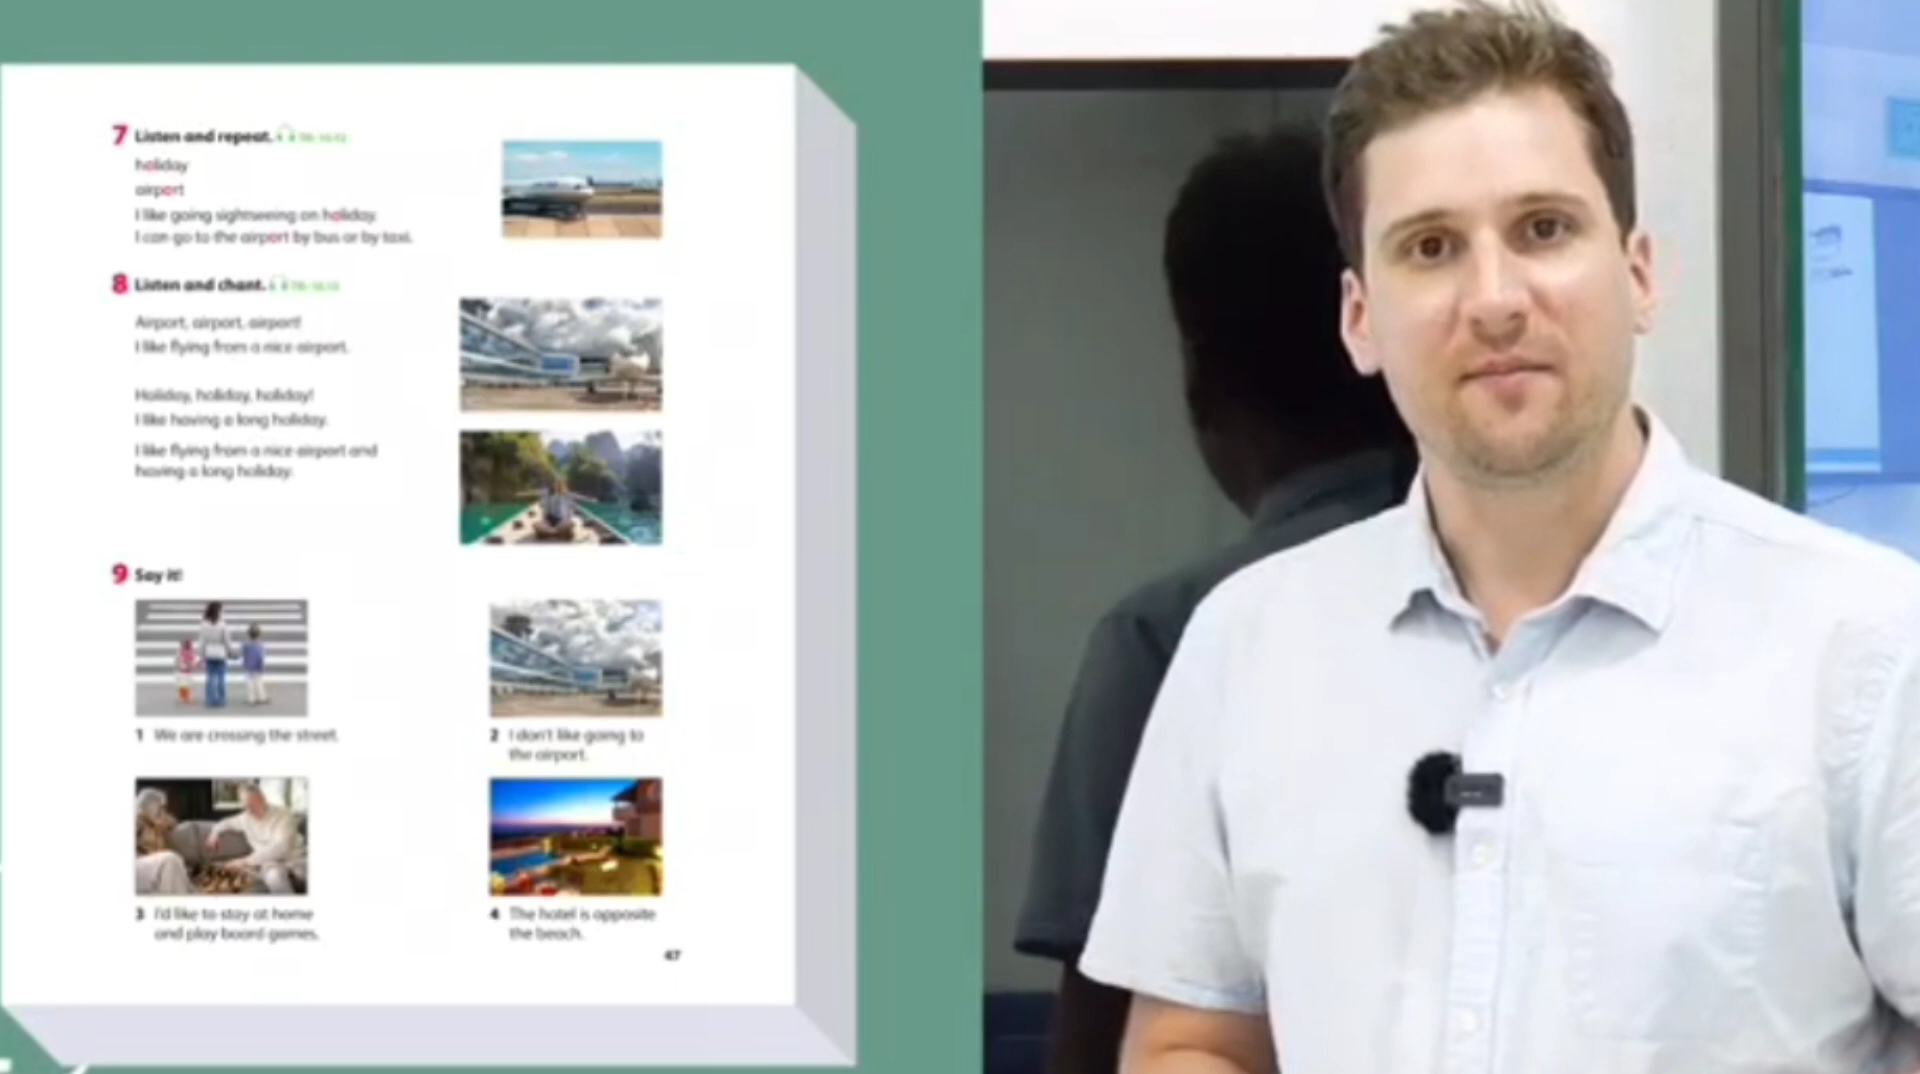 7 Listen and repeat.
holiday
airport
I like going sightseeing on holiday.
I can go to the airport by bus or by taxi.
8 Listen and chant.
Airport, airport, airport!
I like flying from a nice airport.
Holiday, holiday, holiday!
I like having a long holiday.
I like flying from a nice airport and
having a long holiday.
9 Say it!
1 We are crossing the street.
2 I don't like going to
the airport.
3 I'd like to stay at home
and play board games.
4 The hotel is opposite
the beach.
47